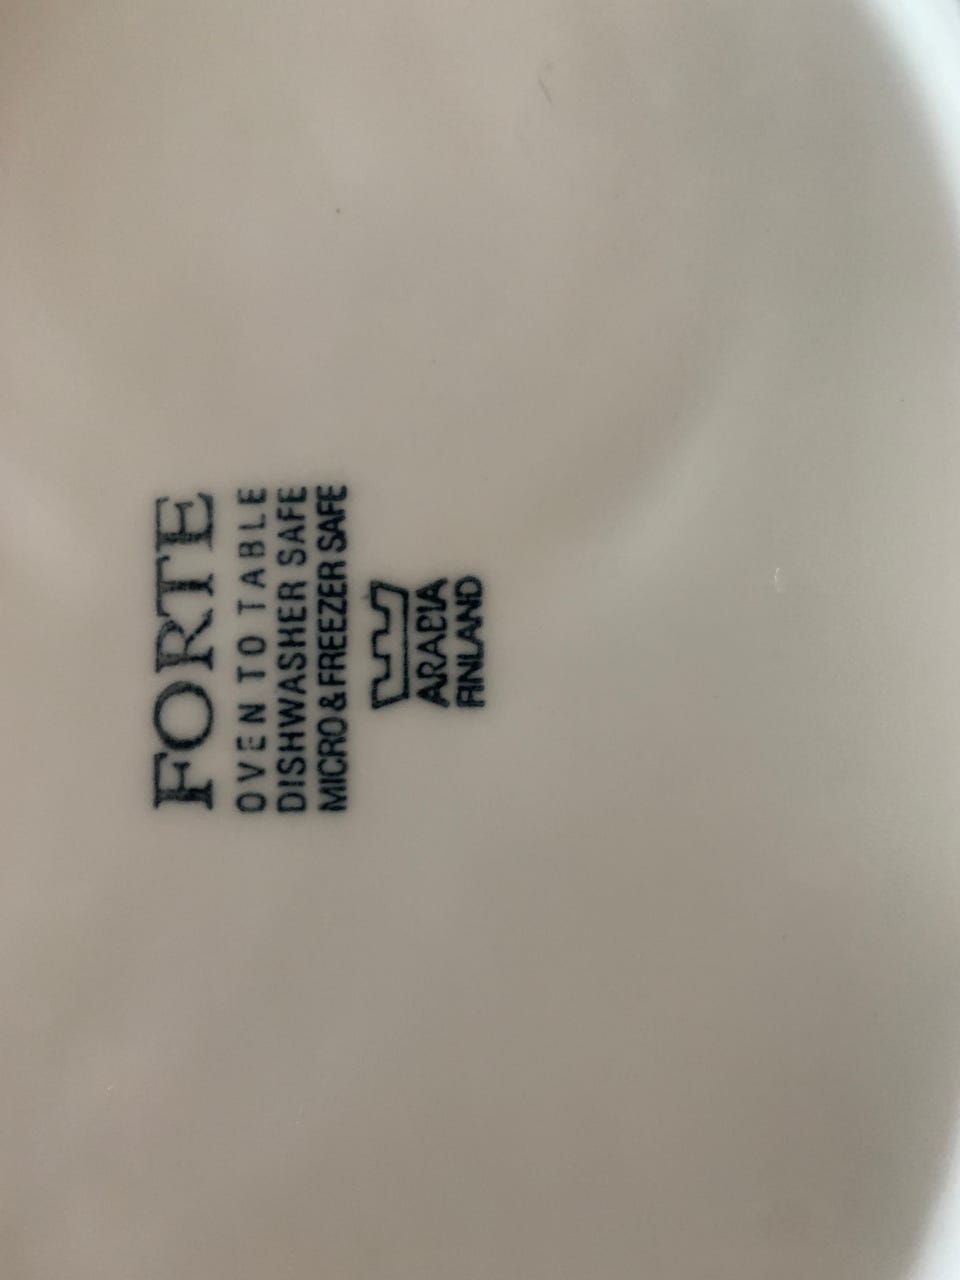 FORTE
OVEN TO TABLE
DISHWASHER SAFE
MICRO & FREEZER SAFE
ARABIA
FINLAND